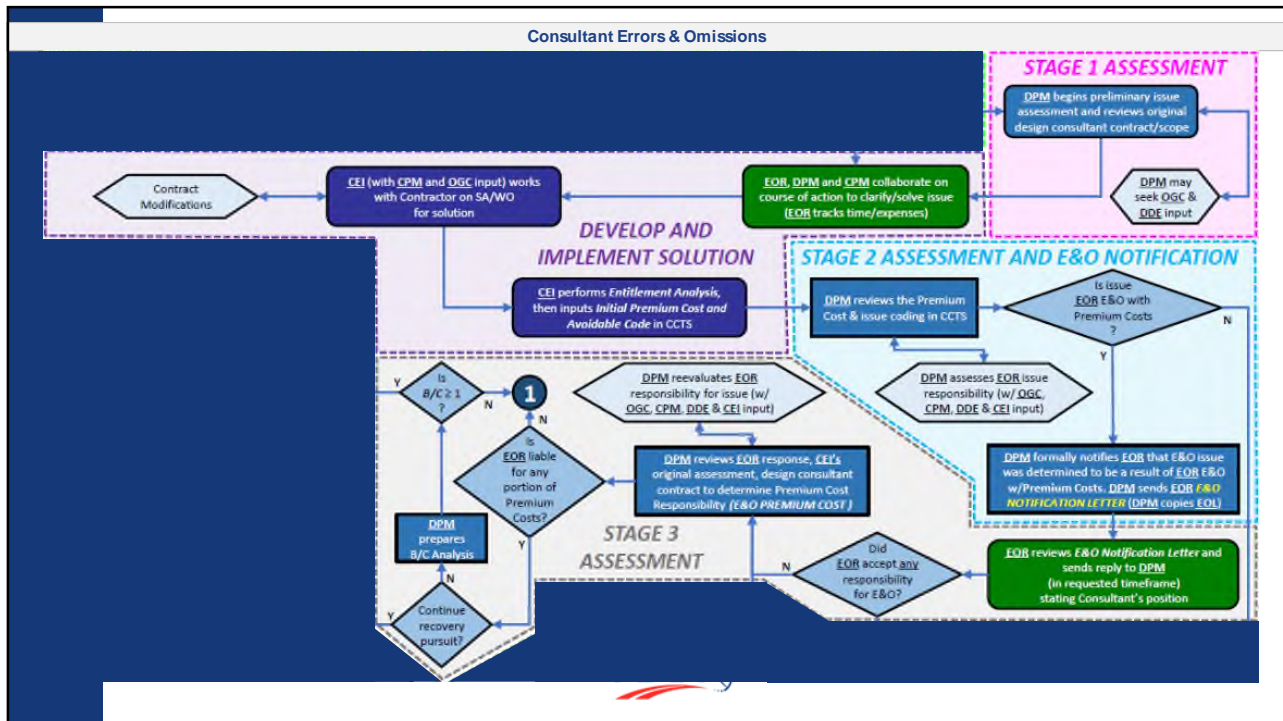 Consultant Errors & Omissions
STAGE 1 ASSESSMENT
DPM begins preliminary issue
assessment and reviews original
design consultant contract/scope
DPM may
seek OGC &
DDE input
Contract
Modifications
CEI (with CPM and OGC input) works
with Contractor on SA/WO
for solution
EOR, DPM and CPM collaborate on
course of action to clarify/solve issue
(EOR tracks time/expenses)
DEVELOP AND
IMPLEMENT SOLUTION
CEI performs Entitlement Analysis,
then inputs Initial Premium Cost and
Avoidable Code in CCTS
STAGE 2 ASSESSMENT AND E&O NOTIFICATION
DPM reviews the Premium
Cost & issue coding in CCTS
Is issue
EOR E&O with
Premium Costs
?
N
Y
DPM assesses EOR issue
responsibility (w/ OGC,
CPM, DDE & CEI input)
DPM formally notifies EOR that E&O issue
was determined to be a result of EOR E&O
w/Premium Costs. DPM sends EOR E&O
NOTIFICATION LETTER (DPM copies EOL)
EOR reviews E&O Notification Letter and
sends reply to DPM
(in requested timeframe)
stating Consultant's position
Did
EOR accept any
responsibility
for E&O?
N
DPM reevaluates EOR
responsibility for issue (w/
OGC, CPM, DDE & CEI input)
DPM reviews EOR response, CEI's
original assessment, design consultant
contract to determine Premium Cost
Responsibility (E&O PREMIUM COST )
Is
EOR liable
for any
portion of
Premium
Costs?
N
Y
1
Is
B/C ≥ 1
?
Y
N
DPM
prepares
B/C Analysis
N
Continue
recovery
pursuit?
Y
STAGE 3
ASSESSMENT